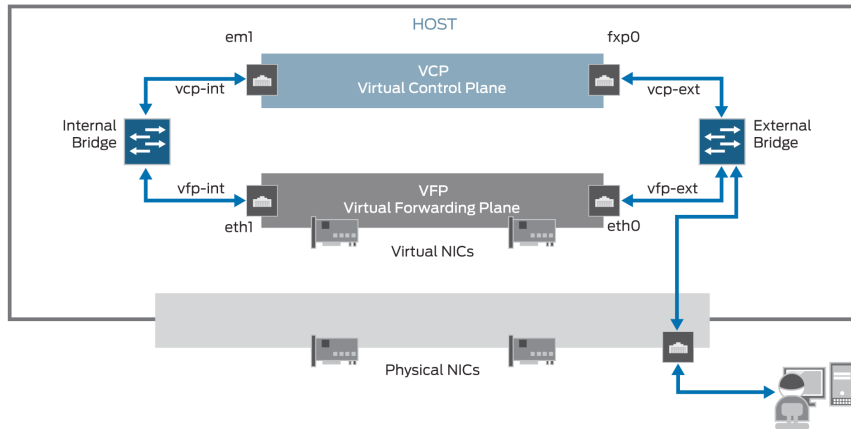 HOST
em1
fxp0
VCP
Virtual Control Plane
vcp-int
vcp-ext
Internal
Bridge
External
Bridge
vfp-int
VFP
Virtual Forwarding Plane
vfp-ext
eth1
eth0
Virtual NICs
Physical NICs